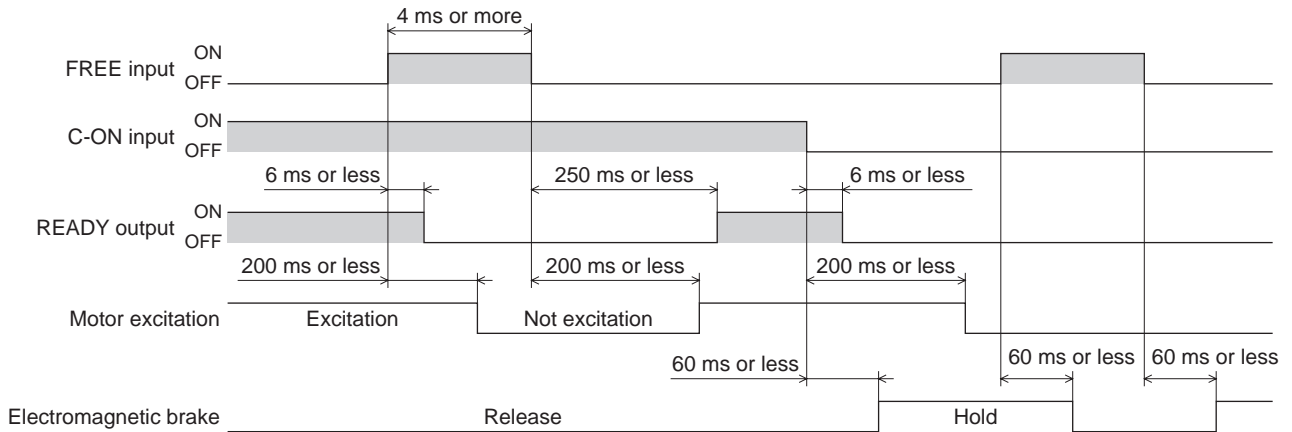 4 ms or more
ON
FREE input
OFF
ON
C-ON input
OFF
6 ms or less 250 ms or less 6 ms or less
ON
READY output
OFF
200 ms or less 200 ms or less 200 ms or less
Motor excitation Excitation Not excitation
60 ms or less 60 ms or less 60 ms or less
Electromagnetic brake Release Hold